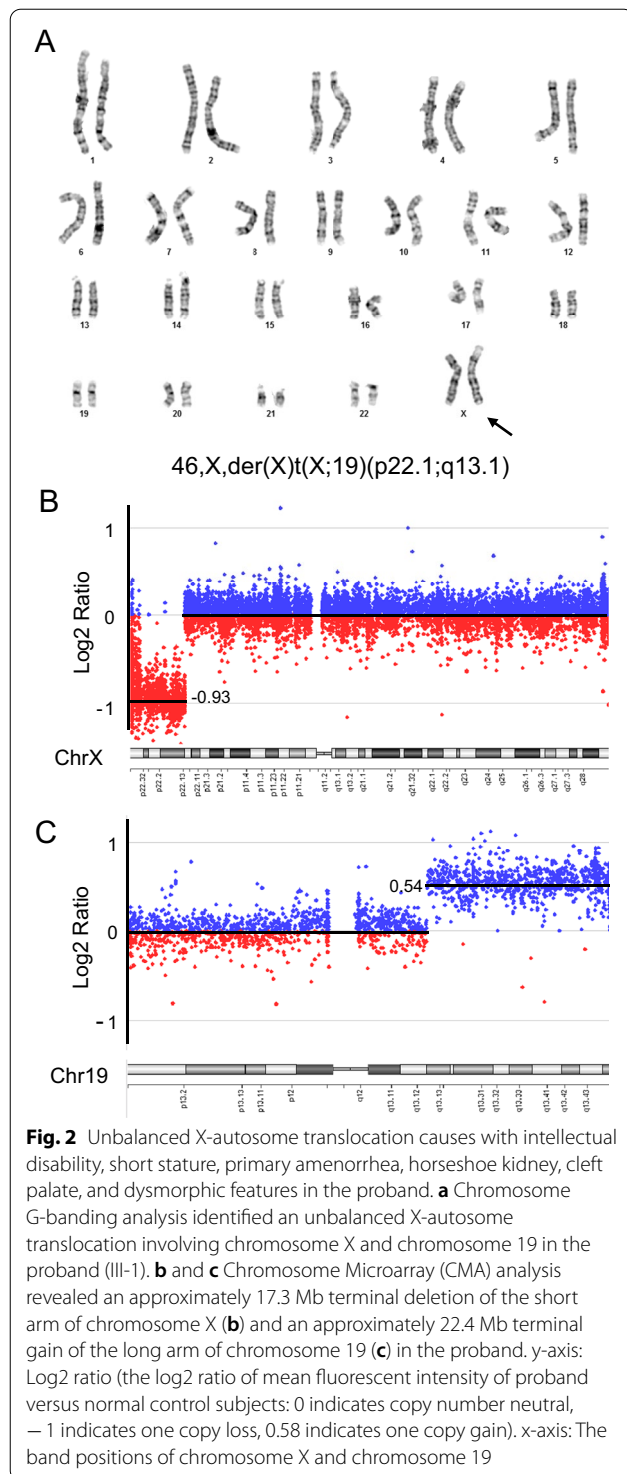 A
1 2 3 4 5
6 7 8 9 10 11 12
13 14 15 16 17 18
19 20 21 22 X
46,X,der(X)t(X;19)(p22.1;q13.1)
B
1
0
-1
Log2 Ratio
-0.93
ChrX
p22.32 p22.2 p22.13 p22.11 p21.3 p21.2 p11.4 p11.3 p11.23 p11.22 p11.21 q11.2 q13.1 q13.2 q21.1 q21.2 q21.32 q22.1 q22.2 q23 q24 q25 q26.1 q26.3 q27.1 q27.3 q28
C
1
0
-1
Log2 Ratio
0.54
Chr19
p13.2 p13.13 p13.11 p12 q12 q13.11 q13.12 q13.13 q13.31 q13.32 q13.33 q13.41 q13.42 q13.43
Fig. 2 Unbalanced X-autosome translocation causes with intellectual
disability, short stature, primary amenorrhea, horseshoe kidney, cleft
palate, and dysmorphic features in the proband. a Chromosome
G-banding analysis identified an unbalanced X-autosome
translocation involving chromosome X and chromosome 19 in the
proband (III-1). b and c Chromosome Microarray (CMA) analysis
revealed an approximately 17.3 Mb terminal deletion of the short
arm of chromosome X (b) and an approximately 22.4 Mb terminal
gain of the long arm of chromosome 19 (c) in the proband. y-axis:
Log2 ratio (the log2 ratio of mean fluorescent intensity of proband
versus normal control subjects: 0 indicates copy number neutral,
− 1 indicates one copy loss, 0.58 indicates one copy gain). x-axis: The
band positions of chromosome X and chromosome 19